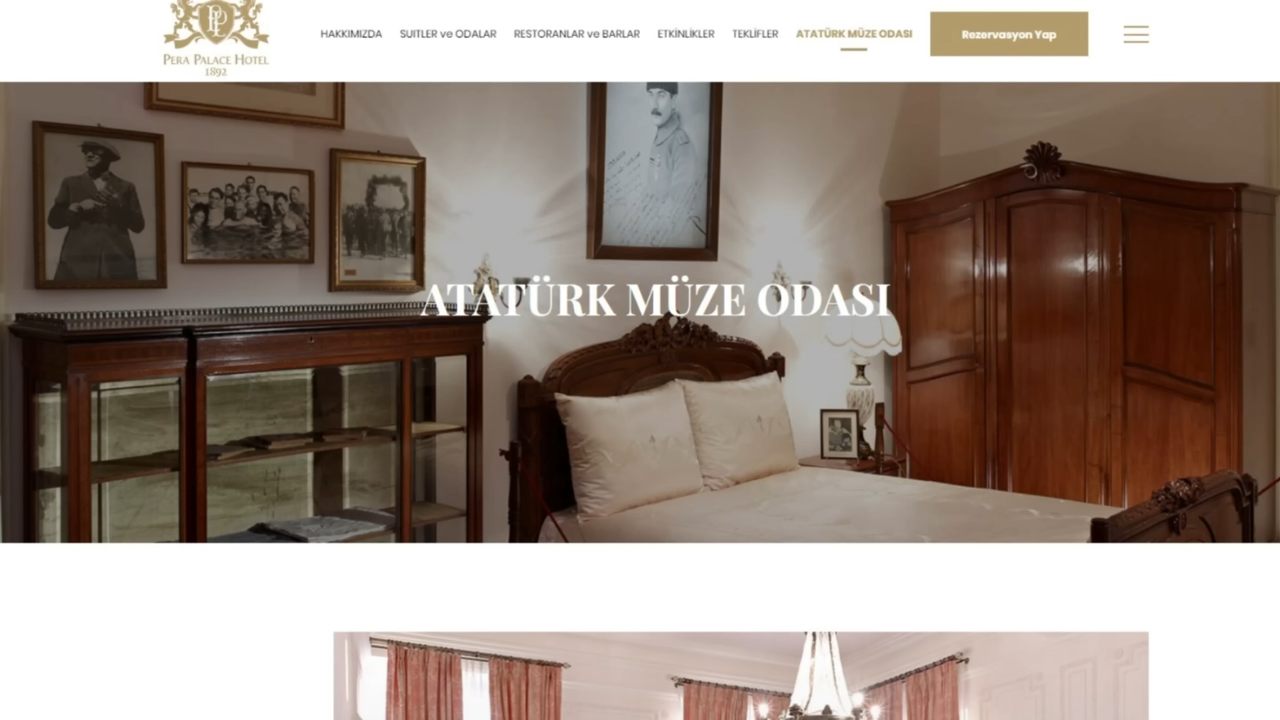 PERA PALACE HOTEL
1892
HAKKIMIZDA
SUITLER ve ODALAR
RESTORANLAR ve BARLAR
ETKİNLİKLER
TEKLİFLER
ATATÜRK MÜZE ODASI
Rezervasyon Yap
ATATÜRK MÜZE ODASI